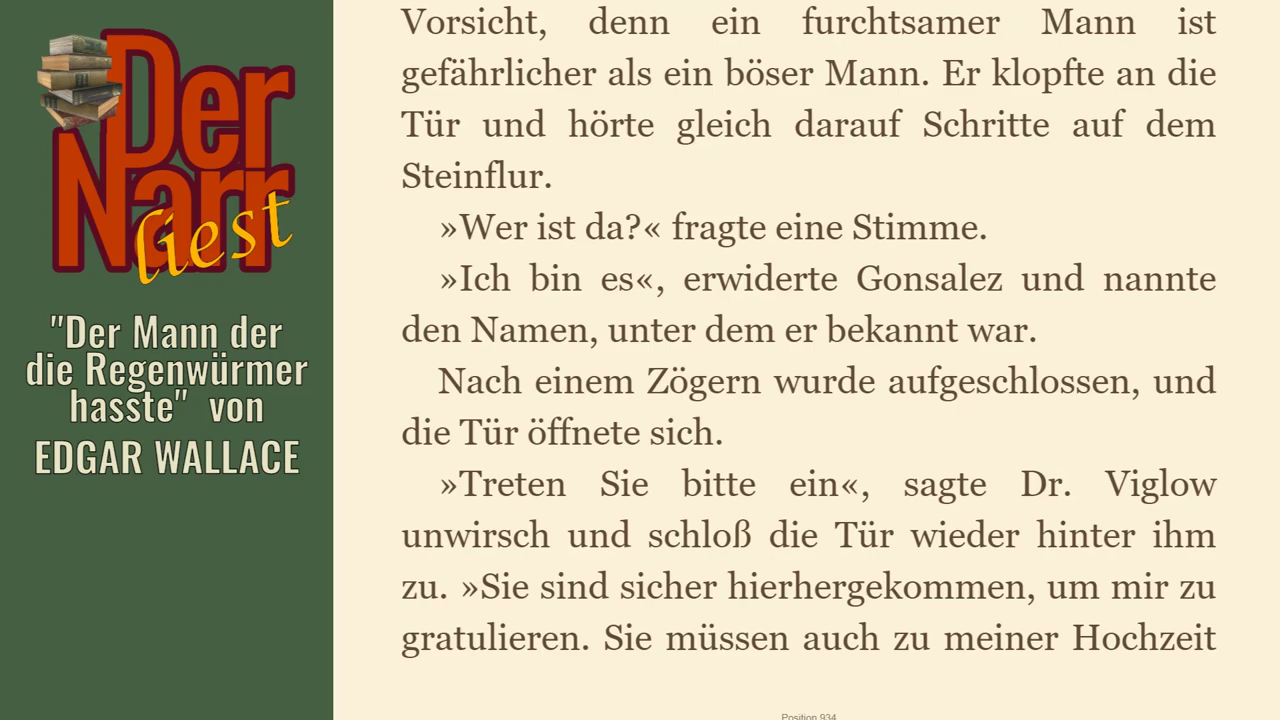 Der
Narr
liest
"Der Mann der
die Regenwürmer
hasste" von
EDGAR WALLACE
Vorsicht, denn ein furchtsamer Mann ist
gefährlicher als ein böser Mann. Er klopfte an die
Tür und hörte gleich darauf Schritte auf dem
Steinflur.
»Wer ist da?« fragte eine Stimme.
»Ich bin es«, erwiderte Gonsalez und nannte
den Namen, unter dem er bekannt war.
Nach einem Zögern wurde aufgeschlossen, und
die Tür öffnete sich.
»Treten Sie bitte ein«, sagte Dr. Viglow
unwirsch und schloß die Tür wieder hinter ihm
zu. »Sie sind sicher hierhergekommen, um mir zu
gratulieren. Sie müssen auch zu meiner Hochzeit
Position 934